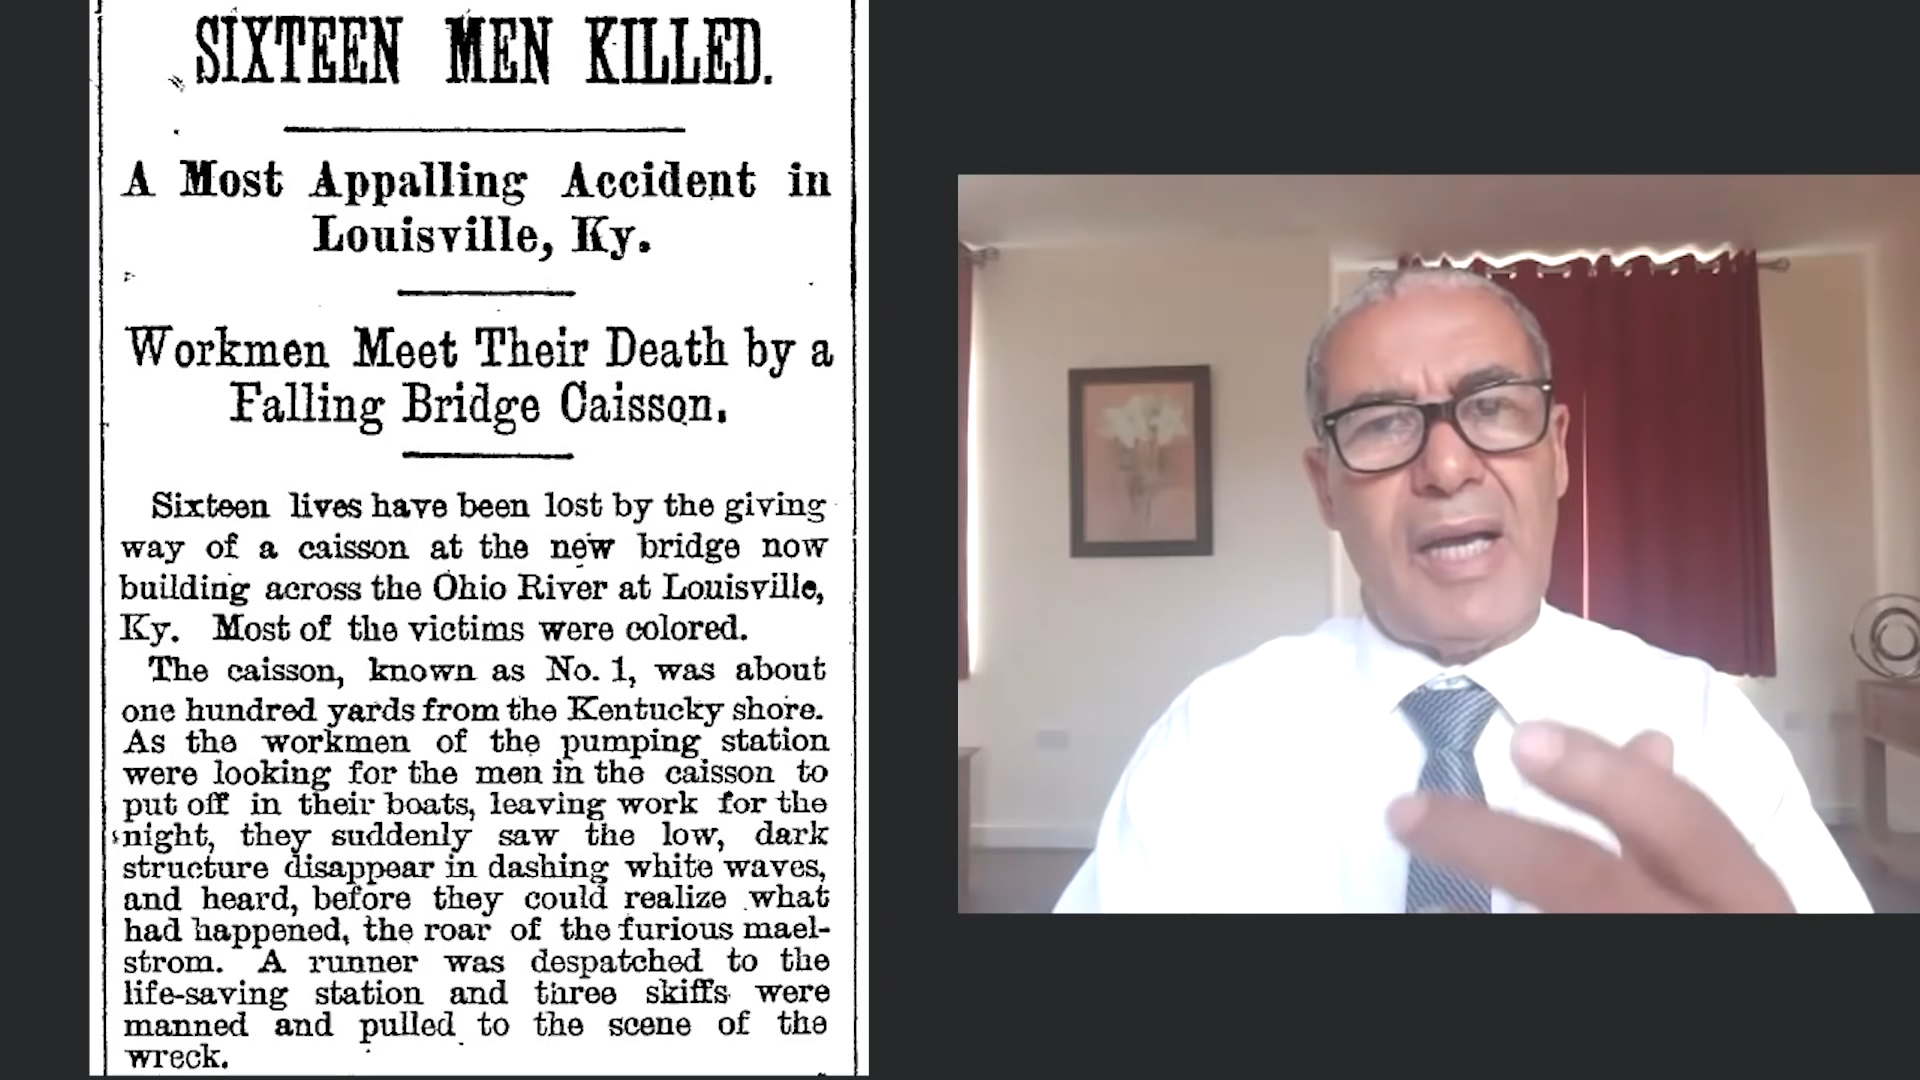 SIXTEEN MEN KILLED.
A Most Appalling Accident in
Louisville, Ky.
Workmen Meet Their Death by a
Falling Bridge Caisson.
Sixteen lives have been lost by the giving
way of a caisson at the new bridge now
building across the Ohio River at Louisville,
Ky. Most of the victims were colored.
The caisson, known as No. 1, was about
one hundred yards from the Kentucky shore.
As the workmen of the pumping station
were looking for the men in the caisson to
put off in their boats, leaving work for the
night, they suddenly saw the low, dark
structure disappear in dashing white waves,
and heard, before they could realize what
had happened, the roar of the furious mael-
strom. A runner was despatched to the
life-saving station and three skiffs were
manned and pulled to the scene of the
wreck.